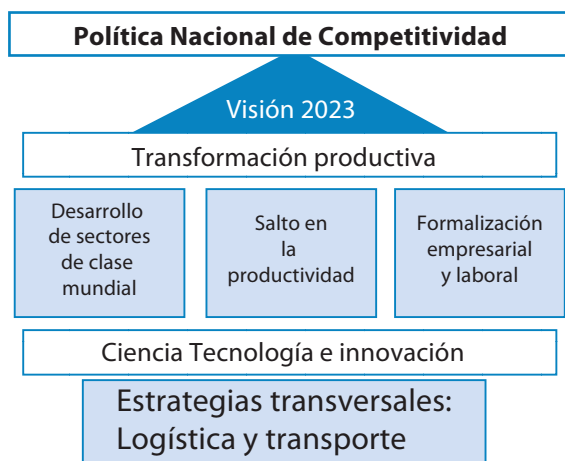 Política Nacional de Competitividad
Visión 2023
Transformación productiva
Desarrollo
de sectores
de clase
mundial
Salto en
la
productividad
Formalización
empresarial
y laboral
Ciencia Tecnología e innovación
Estrategias transversales:
Logística y transporte